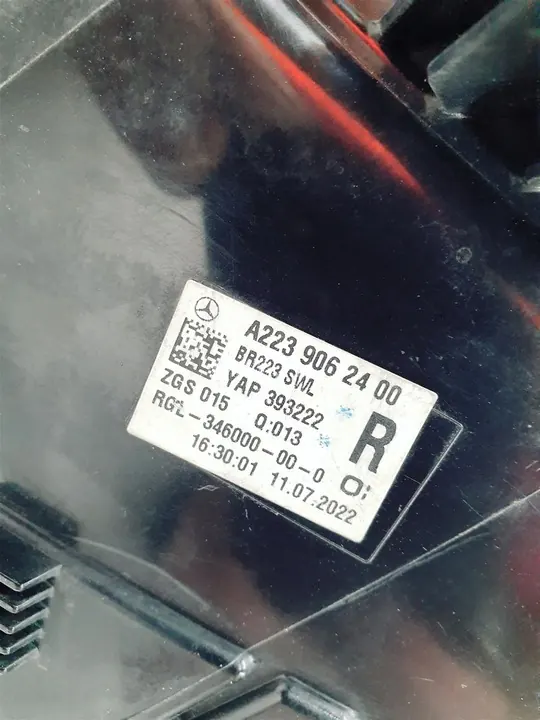 A223 906 24 00
BR223 SWL
YAP 393222
ZGS 015 Q:013
R
RGL-346000-00-0
16:30:01 11.07.2022